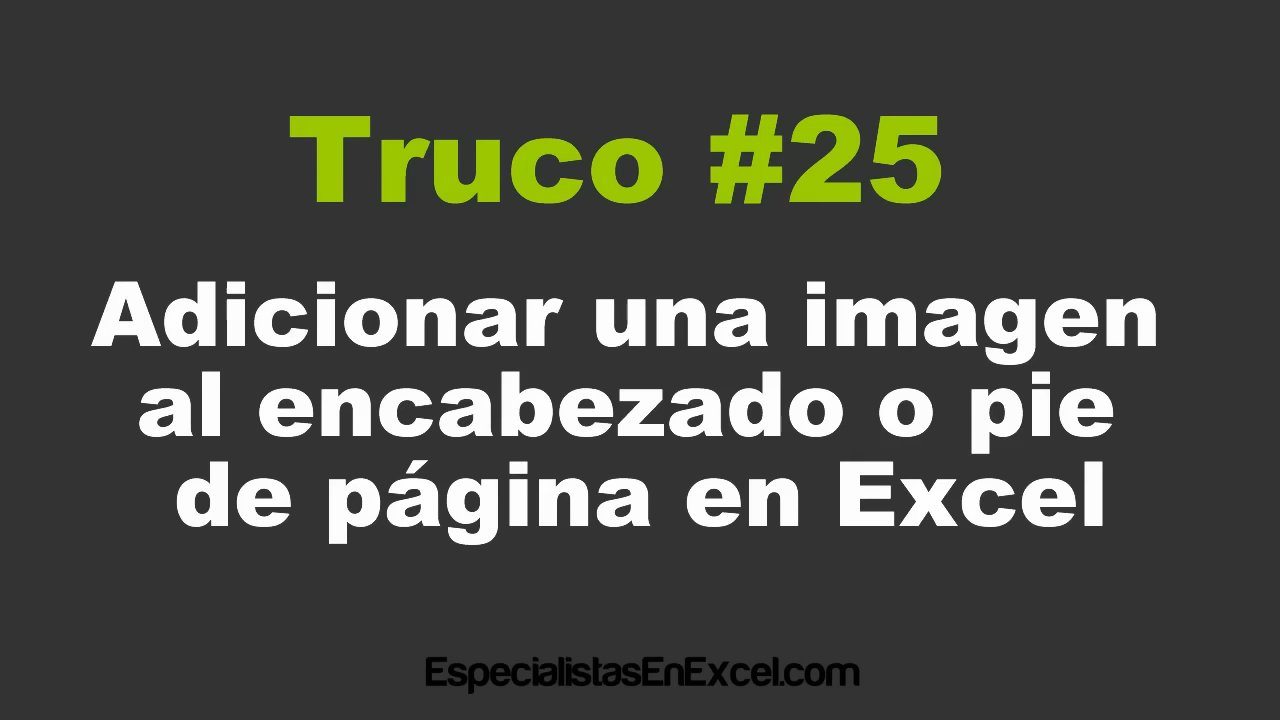 Truco #25
Adicionar una imagen
al encabezado o pie
de página en Excel
EspecialistasEnExcel.com